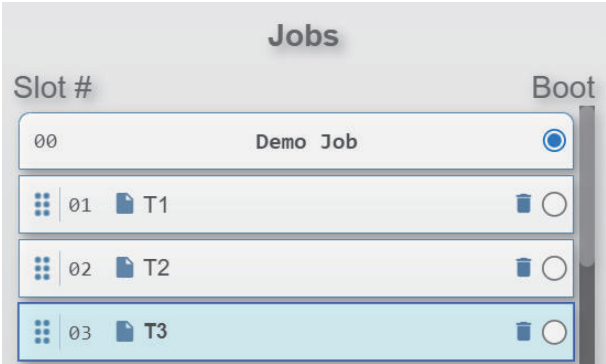 Jobs
Slot # Boot
00 Demo Job
01 T1
02 T2
03 T3